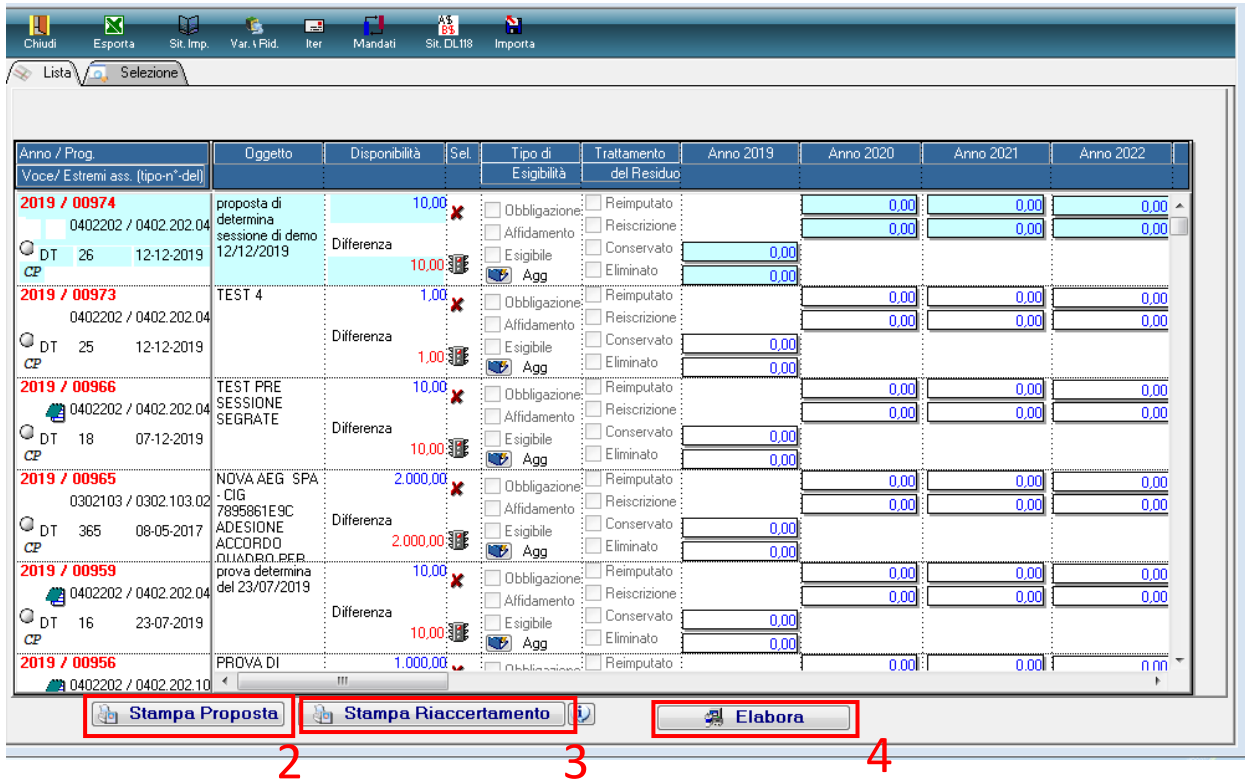 Chiudi Esporta Sit. Imp. Var. \ Rid. Iter Mandati Sit. DL118 Importa
Lista Selezione
Anno / Prog. Oggetto Disponibilità Sel. Tipo di Trattamento Anno 2019 Anno 2020 Anno 2021 Anno 2022
Voce/ Estremi ass. (tipo-n°-del) Esigibilità del Residuo
2019 / 00974 proposta di 10,00 Obbligazione Reimputato 0,00 0,00 0,00
0402202 / 0402.202.04 determina Affidamento Reiscrizione 0,00 0,00 0,00
sessione di demo
DT 26 12-12-2019 12/12/2019 Differenza Esigibile Conservato 0,00
CP 10,00 Agg Eliminato 0,00
2019 / 00973 TEST 4 1,00 Obbligazione Reimputato 0,00 0,00 0,00
0402202 / 0402.202.04 Affidamento Reiscrizione 0,00 0,00 0,00
DT 25 12-12-2019 Differenza Esigibile Conservato 0,00
CP 1,00 Agg Eliminato 0,00
2019 / 00966 TEST PRE 10,00 Obbligazione Reimputato 0,00 0,00 0,00
0402202 / 0402.202.04 SESSIONE Affidamento Reiscrizione 0,00 0,00 0,00
SEGRATE
DT 18 07-12-2019 Differenza Esigibile Conservato 0,00
CP 10,00 Agg Eliminato 0,00
2019 / 00965 NOVA AEG SPA 2.000,00 Obbligazione Reimputato 0,00 0,00 0,00
0302103 / 0302.103.02 - CIG Affidamento Reiscrizione 0,00 0,00 0,00
7895861E9C
DT 365 08-05-2017 ADESIONE Differenza Esigibile Conservato 0,00
CP ACCORDO 2.000,00 Agg Eliminato 0,00
QUADRO PER
2019 / 00959 prova determina 10,00 Obbligazione Reimputato 0,00 0,00 0,00
0402202 / 0402.202.04 del 23/07/2019 Affidamento Reiscrizione 0,00 0,00 0,00
DT 16 23-07-2019 Differenza Esigibile Conservato 0,00
CP 10,00 Agg Eliminato 0,00
2019 / 00956 PROVA DI 1.000,00 Obbligazione Reimputato 0,00 0,00 0,00
0402202 / 0402.202.10
Stampa Proposta Stampa Riaccertamento Elabora
2 3 4